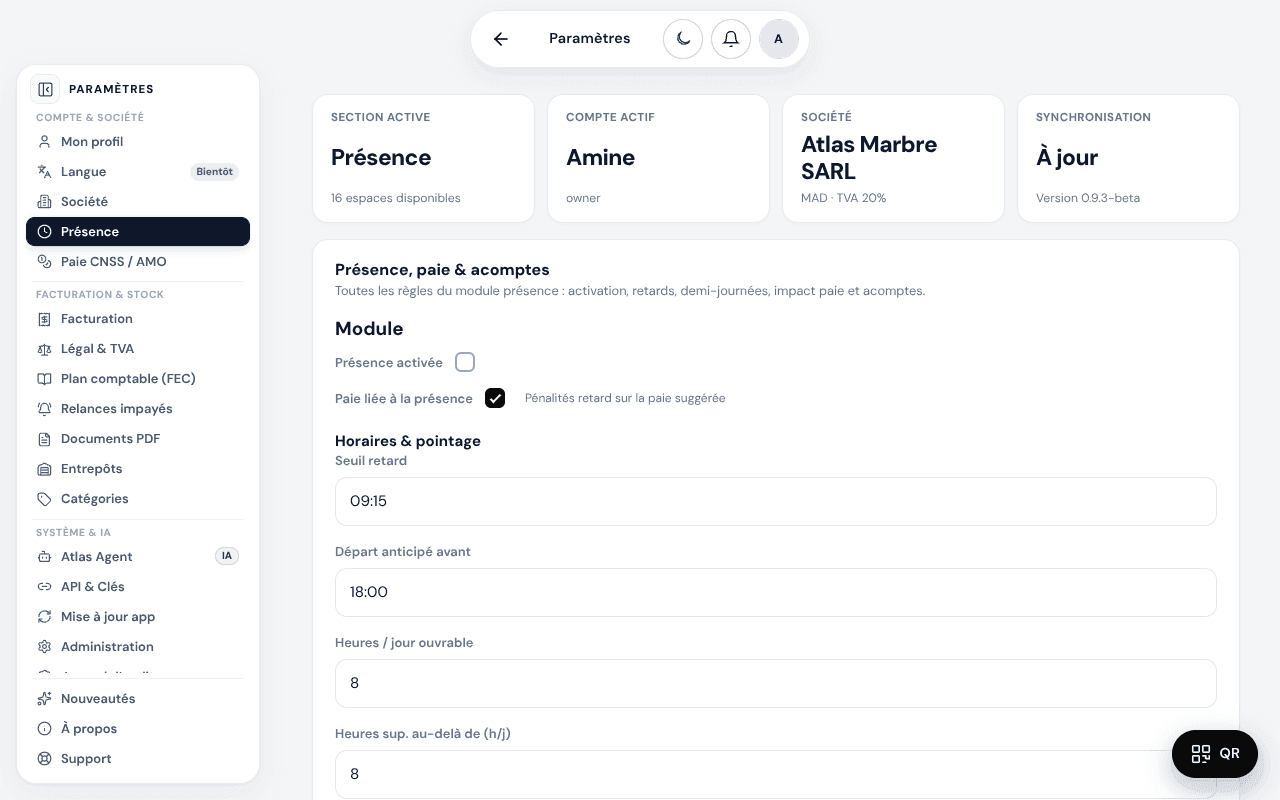 Paramètres
A
PARAMÈTRES
COMPTE & SOCIÉTÉ
Mon profil
Langue
Bientôt
Société
Présence
Paie CNSS / AMO
FACTURATION & STOCK
Facturation
Légal & TVA
Plan comptable (FEC)
Relances impayés
Documents PDF
Entrepôts
Catégories
SYSTÈME & IA
Atlas Agent
IA
API & Clés
Mise à jour app
Administration
Nouveautés
À propos
Support
SECTION ACTIVE
Présence
16 espaces disponibles
COMPTE ACTIF
Amine
owner
SOCIÉTÉ
Atlas Marbre
SARL
MAD · TVA 20%
SYNCHRONISATION
À jour
Version 0.9.3-beta
Présence, paie & acomptes
Toutes les règles du module présence : activation, retards, demi-journées, impact paie et acomptes.
Module
Présence activée
Paie liée à la présence
Pénalités retard sur la paie suggérée
Horaires & pointage
Seuil retard
09:15
Départ anticipé avant
18:00
Heures / jour ouvrable
8
Heures sup. au-delà de (h/j)
8
QR